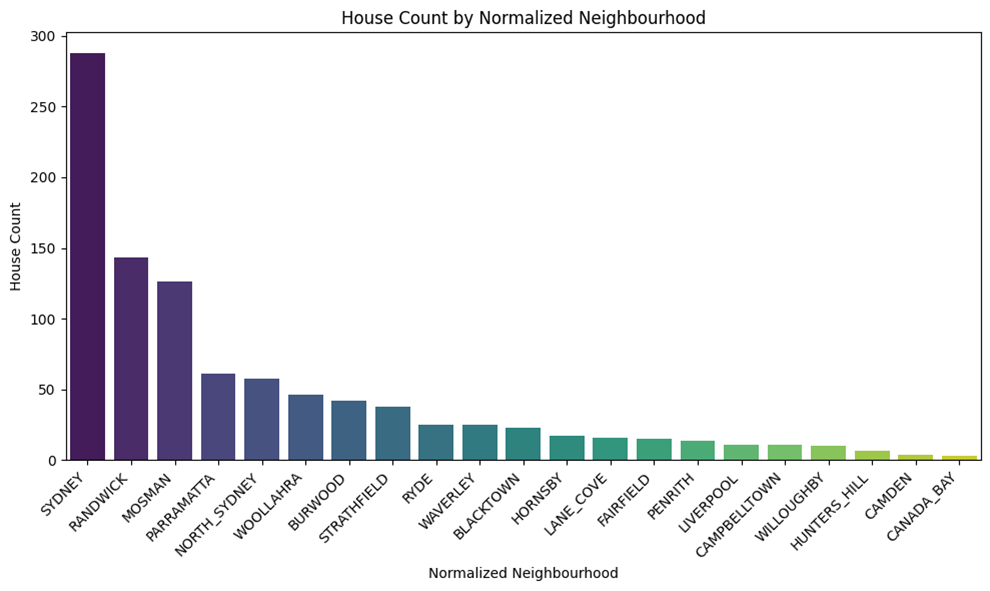 House Count by Normalized Neighbourhood
300
250
200
150
100
50
0
House Count
SYDNEY
RANDWICK
MOSMAN
PARRAMATTA
NORTH_SYDNEY
WOOLLAHRA
BURWOOD
STRATHFIELD
RYDE
WAVERLEY
BLACKTOWN
HORNSBY
LANE_COVE
FAIRFIELD
PENRITH
LIVERPOOL
CAMPBELLTOWN
WILLOUGHBY
HUNTERS_HILL
CAMDEN
CANADA_BAY
Normalized Neighbourhood